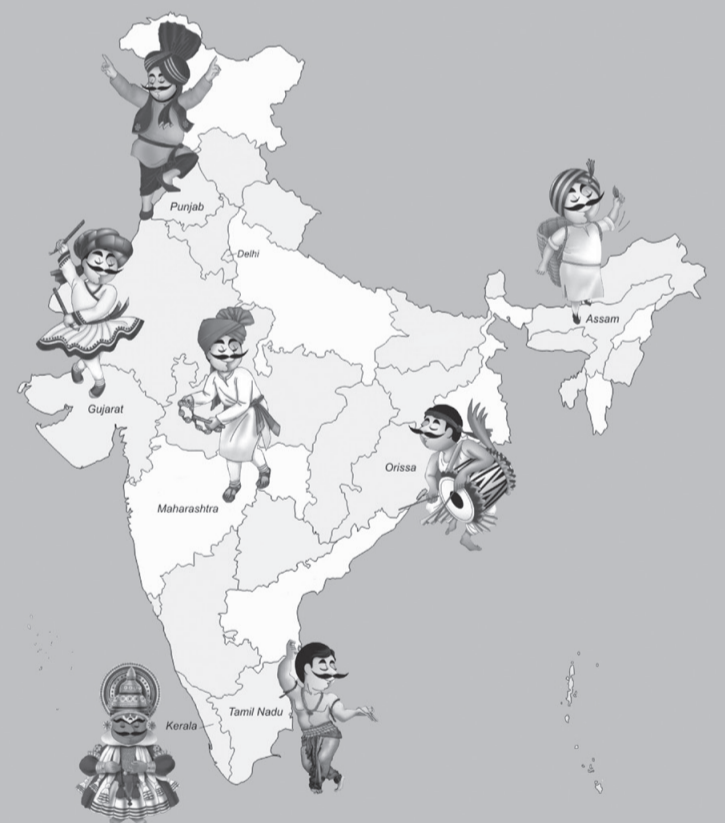 Punjab
Delhi
Assam
Gujarat
Orissa
Maharashtra
Tamil Nadu
Kerala